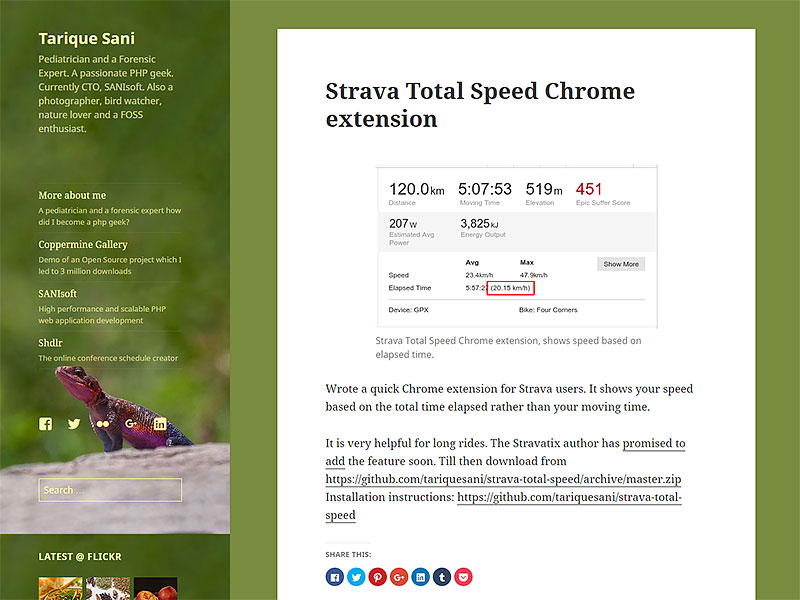 Tarique Sani
Pediatrician and a Forensic
Expert. A passionate PHP geek.
Currently CTO, SANIsoft. Also a
photographer, bird watcher,
nature lover and a FOSS
enthusiast.
More about me
A pediatrician and a forensic expert how
did I become a php geek?
Coppermine Gallery
Demo of an Open Source project which I
led to 3 million downloads
SANIsoft
High performance and scalable PHP
web application development
Shdlr
The online conference schedule creator
Search …
LATEST @ FLICKR
Strava Total Speed Chrome
extension
120.0km 5:07:53 519m 451
Distance Moving Time Elevation Epic Suffer Score
207W 3,825kJ
Estimated Avg Energy Output
Power
Avg Max
Show More
Speed 23.4km/h 47.9km/h
Elapsed Time 5:57:27 (20.15 km/h)
Device: GPX Bike: Four Corners
Strava Total Speed Chrome extension, shows speed based on
elapsed time.
Wrote a quick Chrome extension for Strava users. It shows your speed
based on the total time elapsed rather than your moving time.
It is very helpful for long rides. The Stravatix author has promised to
add the feature soon. Till then download from
https://github.com/tariquesani/strava-total-speed/archive/master.zip
Installation instructions: https://github.com/tariquesani/strava-total-
speed
SHARE THIS: